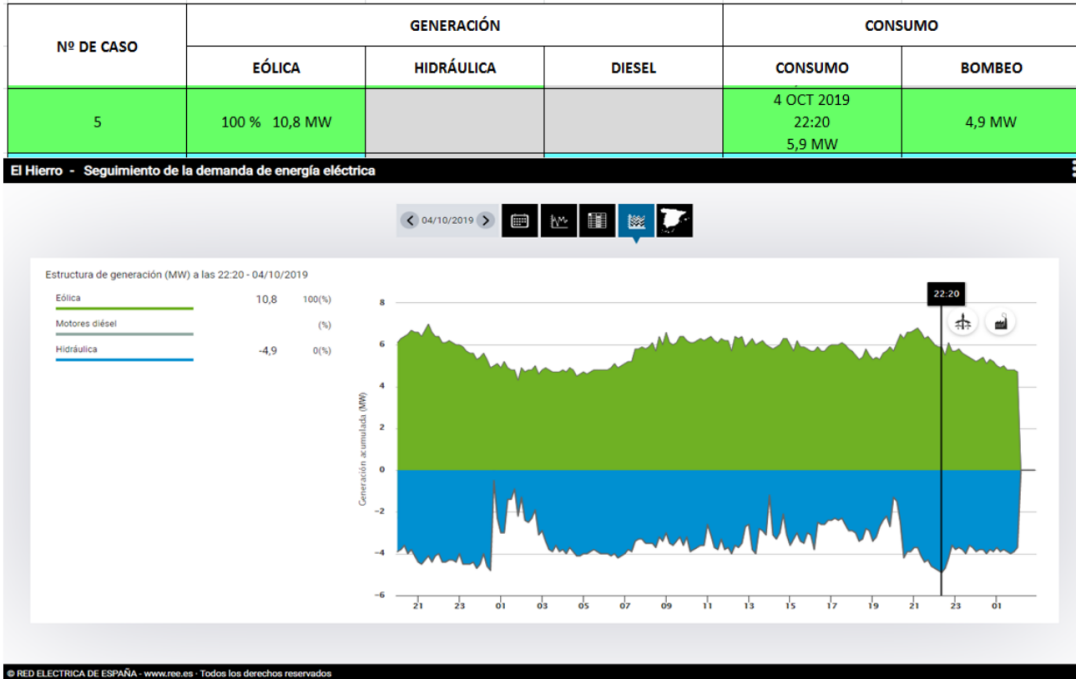 Nº DE CASO
GENERACIÓN
CONSUMO
EÓLICA
HIDRÁULICA
DIESEL
CONSUMO
BOMBEO
5
100 % 10,8 MW
4 OCT 2019
22:20
5,9 MW
4,9 MW
El Hierro - Seguimiento de la demanda de energía eléctrica
04/10/2019
Estructura de generación (MW) a las 22:20 - 04/10/2019
Eólica 10,8 100(%)
Motores diésel (%)
Hidráulica -4,9 0(%)
22:20
Generación acumulada (MW)
8
6
4
2
0
-2
-4
-6
21 23 01 03 05 07 09 11 13 15 17 19 21 23 01
© RED ELECTRICA DE ESPAÑA - www.ree.es - Todos los derechos reservados